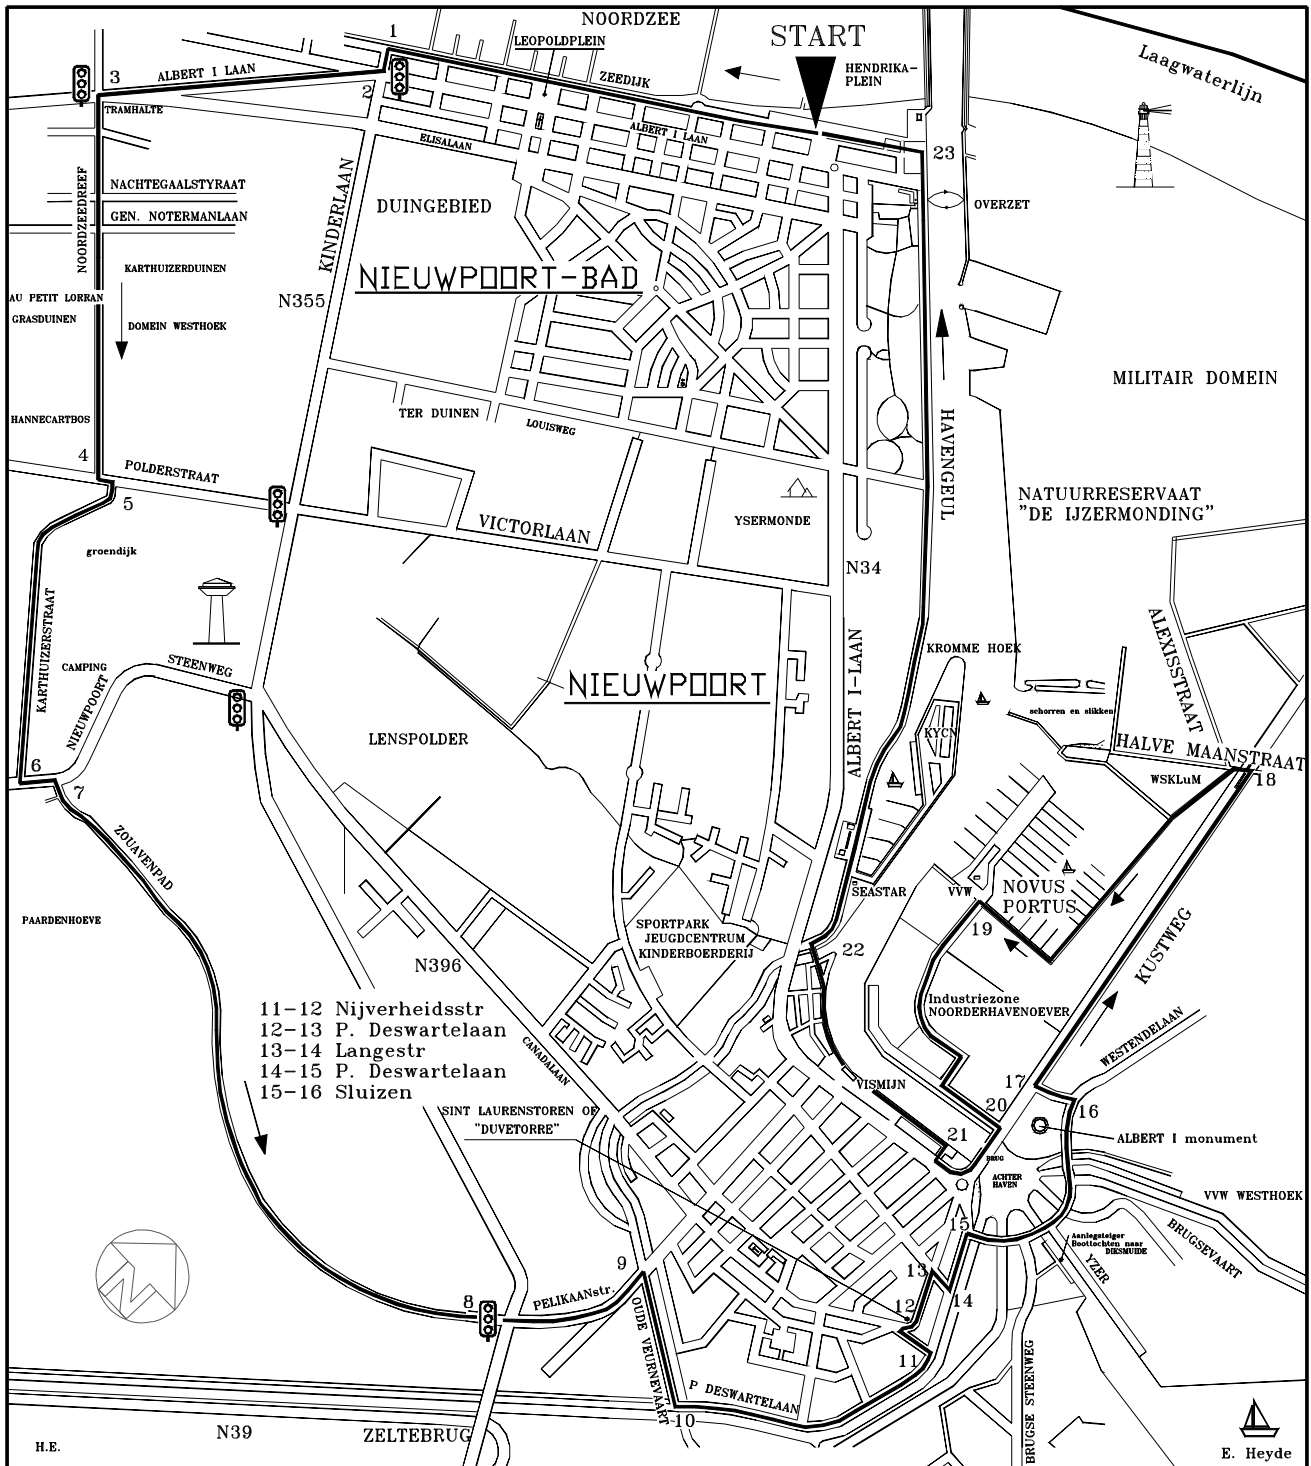 NOORDZEE
1
START
LEOPOLDPLEIN
HENDRIKA-
PLEIN
Laagwaterlijn
3
ALBERT I LAAN
ZEEDIJK
2
TRAMHALTE
ALBERT I LAAN
ELISALAAN
23
NACHTEGAALSTYRAAT
OVERZET
GEN. NOTERMANLAAN
DUINGEBIED
NOORDZEEDREEF
KINDERLAAN
KARTHUIZERDUINEN
NIEUWPOORT-BAD
AU PETIT LORRAN
N355
GRASDUINEN
DOMEIN WESTHOEK
MILITAIR DOMEIN
HANNECARTBOS
TER DUINEN
LOUISWEG
HAVENGEUL
4
POLDERSTRAAT
5
VICTORLAAN
YSERMONDE
NATUURRESERVAAT
"DE IJZERMONDING"
groendijk
N34
KARTHUIZERSTRAAT
ALEXISSTRAAT
CAMPING
STEENWEG
KROMME HOEK
NIEUWPOORT
NIEUWPOORT
ALBERT I-LAAN
schorren en slikken
LENSPOLDER
KYCN
HALVE MAANSTRAAT
6
WSKLuM
18
7
ZOUAVENPAD
SEASTAR
VVW
NOVUS
PORTUS
PAARDENHOEVE
SPORTPARK
JEUGDCENTRUM
KINDERBOERDERIJ
19
22
KUSTWEG
N396
11-12 Nijverheidsstr
12-13 P. Deswartelaan
13-14 Langestr
14-15 P. Deswartelaan
15-16 Sluizen
Industriezone
NOORDERHAVENOEVER
CANADALAAN
WESTENDELAAN
VISMIJN
17
SINT LAURENSTOREN OF
"DUVETORRE"
20
16
21
ALBERT I monument
BRUG
ACHTER
HAVEN
VVW WESTHOEK
15
Aanlegsteiger
Boottochten naar
DIKSMUIDE
BRUGSEVAART
YZER
9
13
8
PELIKAANstr.
14
12
OUDE VEURNEVAART
11
P DESWARTELAAN
10
BRUGSE STEENWEG
N39
ZELTEBRUG
H.E.
E. Heyde